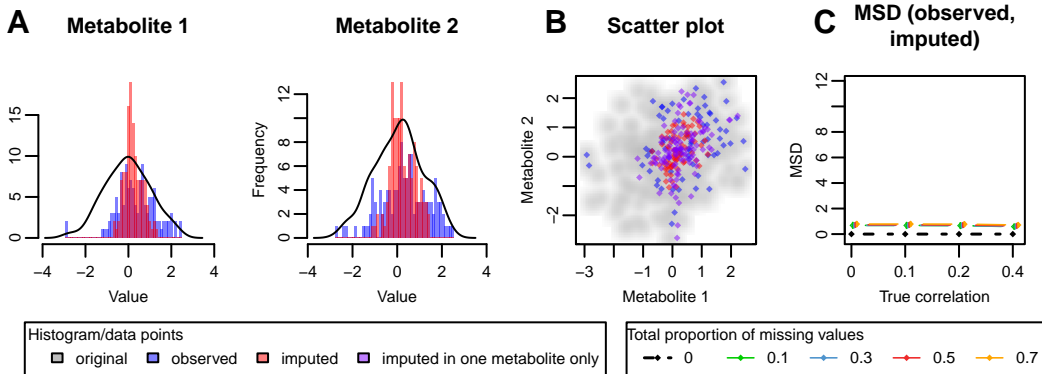 A
Metabolite 1
Metabolite 2
B
Scatter plot
C
MSD (observed,
imputed)
0
5
10
15
−4
−2
0
2
4
Value
Frequency
0
2
4
6
8
12
−4
−2
0
2
4
Value
Metabolite 2
−2
0
1
2
−3
−1
0
1
2
Metabolite 1
MSD
0
2
4
6
8
12
0
0.1
0.2
0.4
True correlation
Histogram/data points
original
observed
imputed
imputed in one metabolite only
Total proportion of missing values
0
0.1
0.3
0.5
0.7